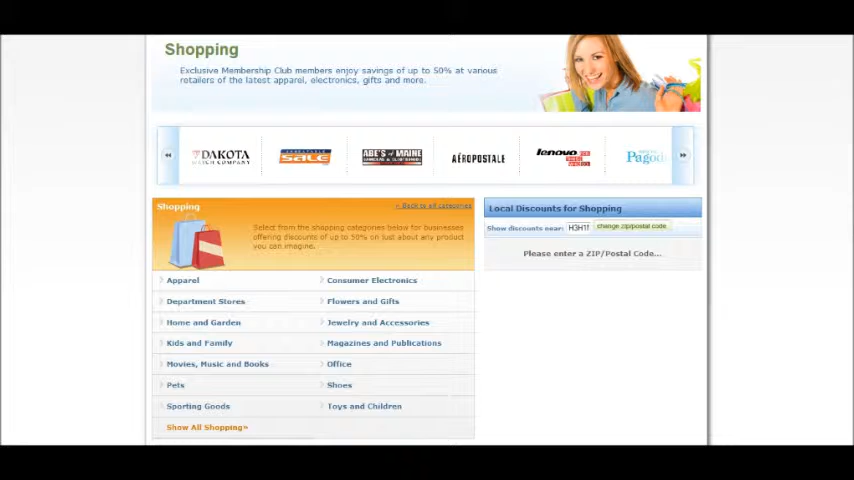 Shopping
Exclusive Membership Club members enjoy savings of up to 50% at various
retailers of the latest apparel, electronics, gifts and more.
DAKOTA
WATCH COMPANY
SALE
ABE'S of MAINE
AÉROPOSTALE
lenovo
Pagod
Shopping
< Back to all categories
Select from the shopping categories below for businesses
offering discounts of up to 50% on just about any product
you can imagine.
Local Discounts for Shopping
Show discounts near: H3H1 change zip/postal code
Please enter a ZIP/Postal Code...
Apparel
Consumer Electronics
Department Stores
Flowers and Gifts
Home and Garden
Jewelry and Accessories
Kids and Family
Magazines and Publications
Movies, Music and Books
Office
Pets
Shoes
Sporting Goods
Toys and Children
Show All Shopping>